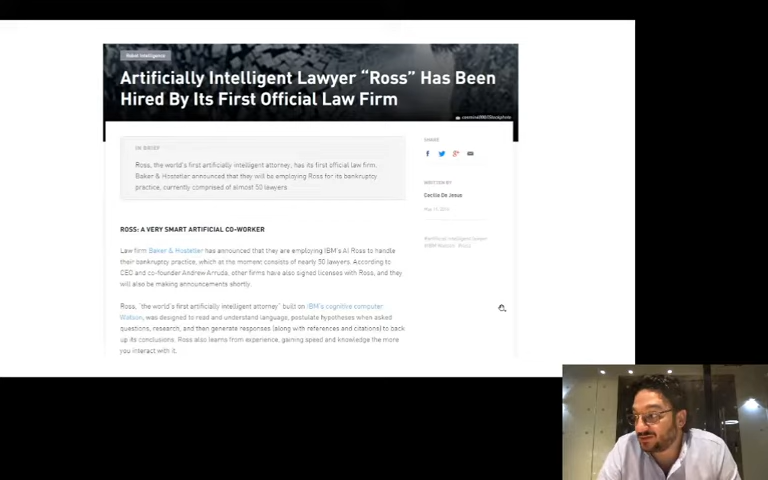 Robot Intelligence
Artificially Intelligent Lawyer “Ross” Has Been
Hired By Its First Official Law Firm
IN BRIEF
Ross, the world's first artificially intelligent attorney, has its first official law firm.
Baker & Hostetler announced that they will be employing Ross for its bankruptcy
practice, currently comprised of almost 50 lawyers.
SHARE
WRITTEN BY
Cecille De Jesus
ROSS: A VERY SMART ARTIFICIAL CO-WORKER
Law firm Baker & Hostetler has announced that they are employing IBM's AI Ross to handle
their bankruptcy practice, which at the moment consists of nearly 50 lawyers. According to
CEO and co-founder Andrew Arruda, other firms have also signed licenses with Ross, and they
will also be making announcements shortly.
Ross, “the world's first artificially intelligent attorney” built on IBM's cognitive computer
Watson, was designed to read and understand language, postulate hypotheses when asked
questions, research, and then generate responses (along with references and citations) to back
up its conclusions. Ross also learns from experience, gaining speed and knowledge the more
you interact with it.